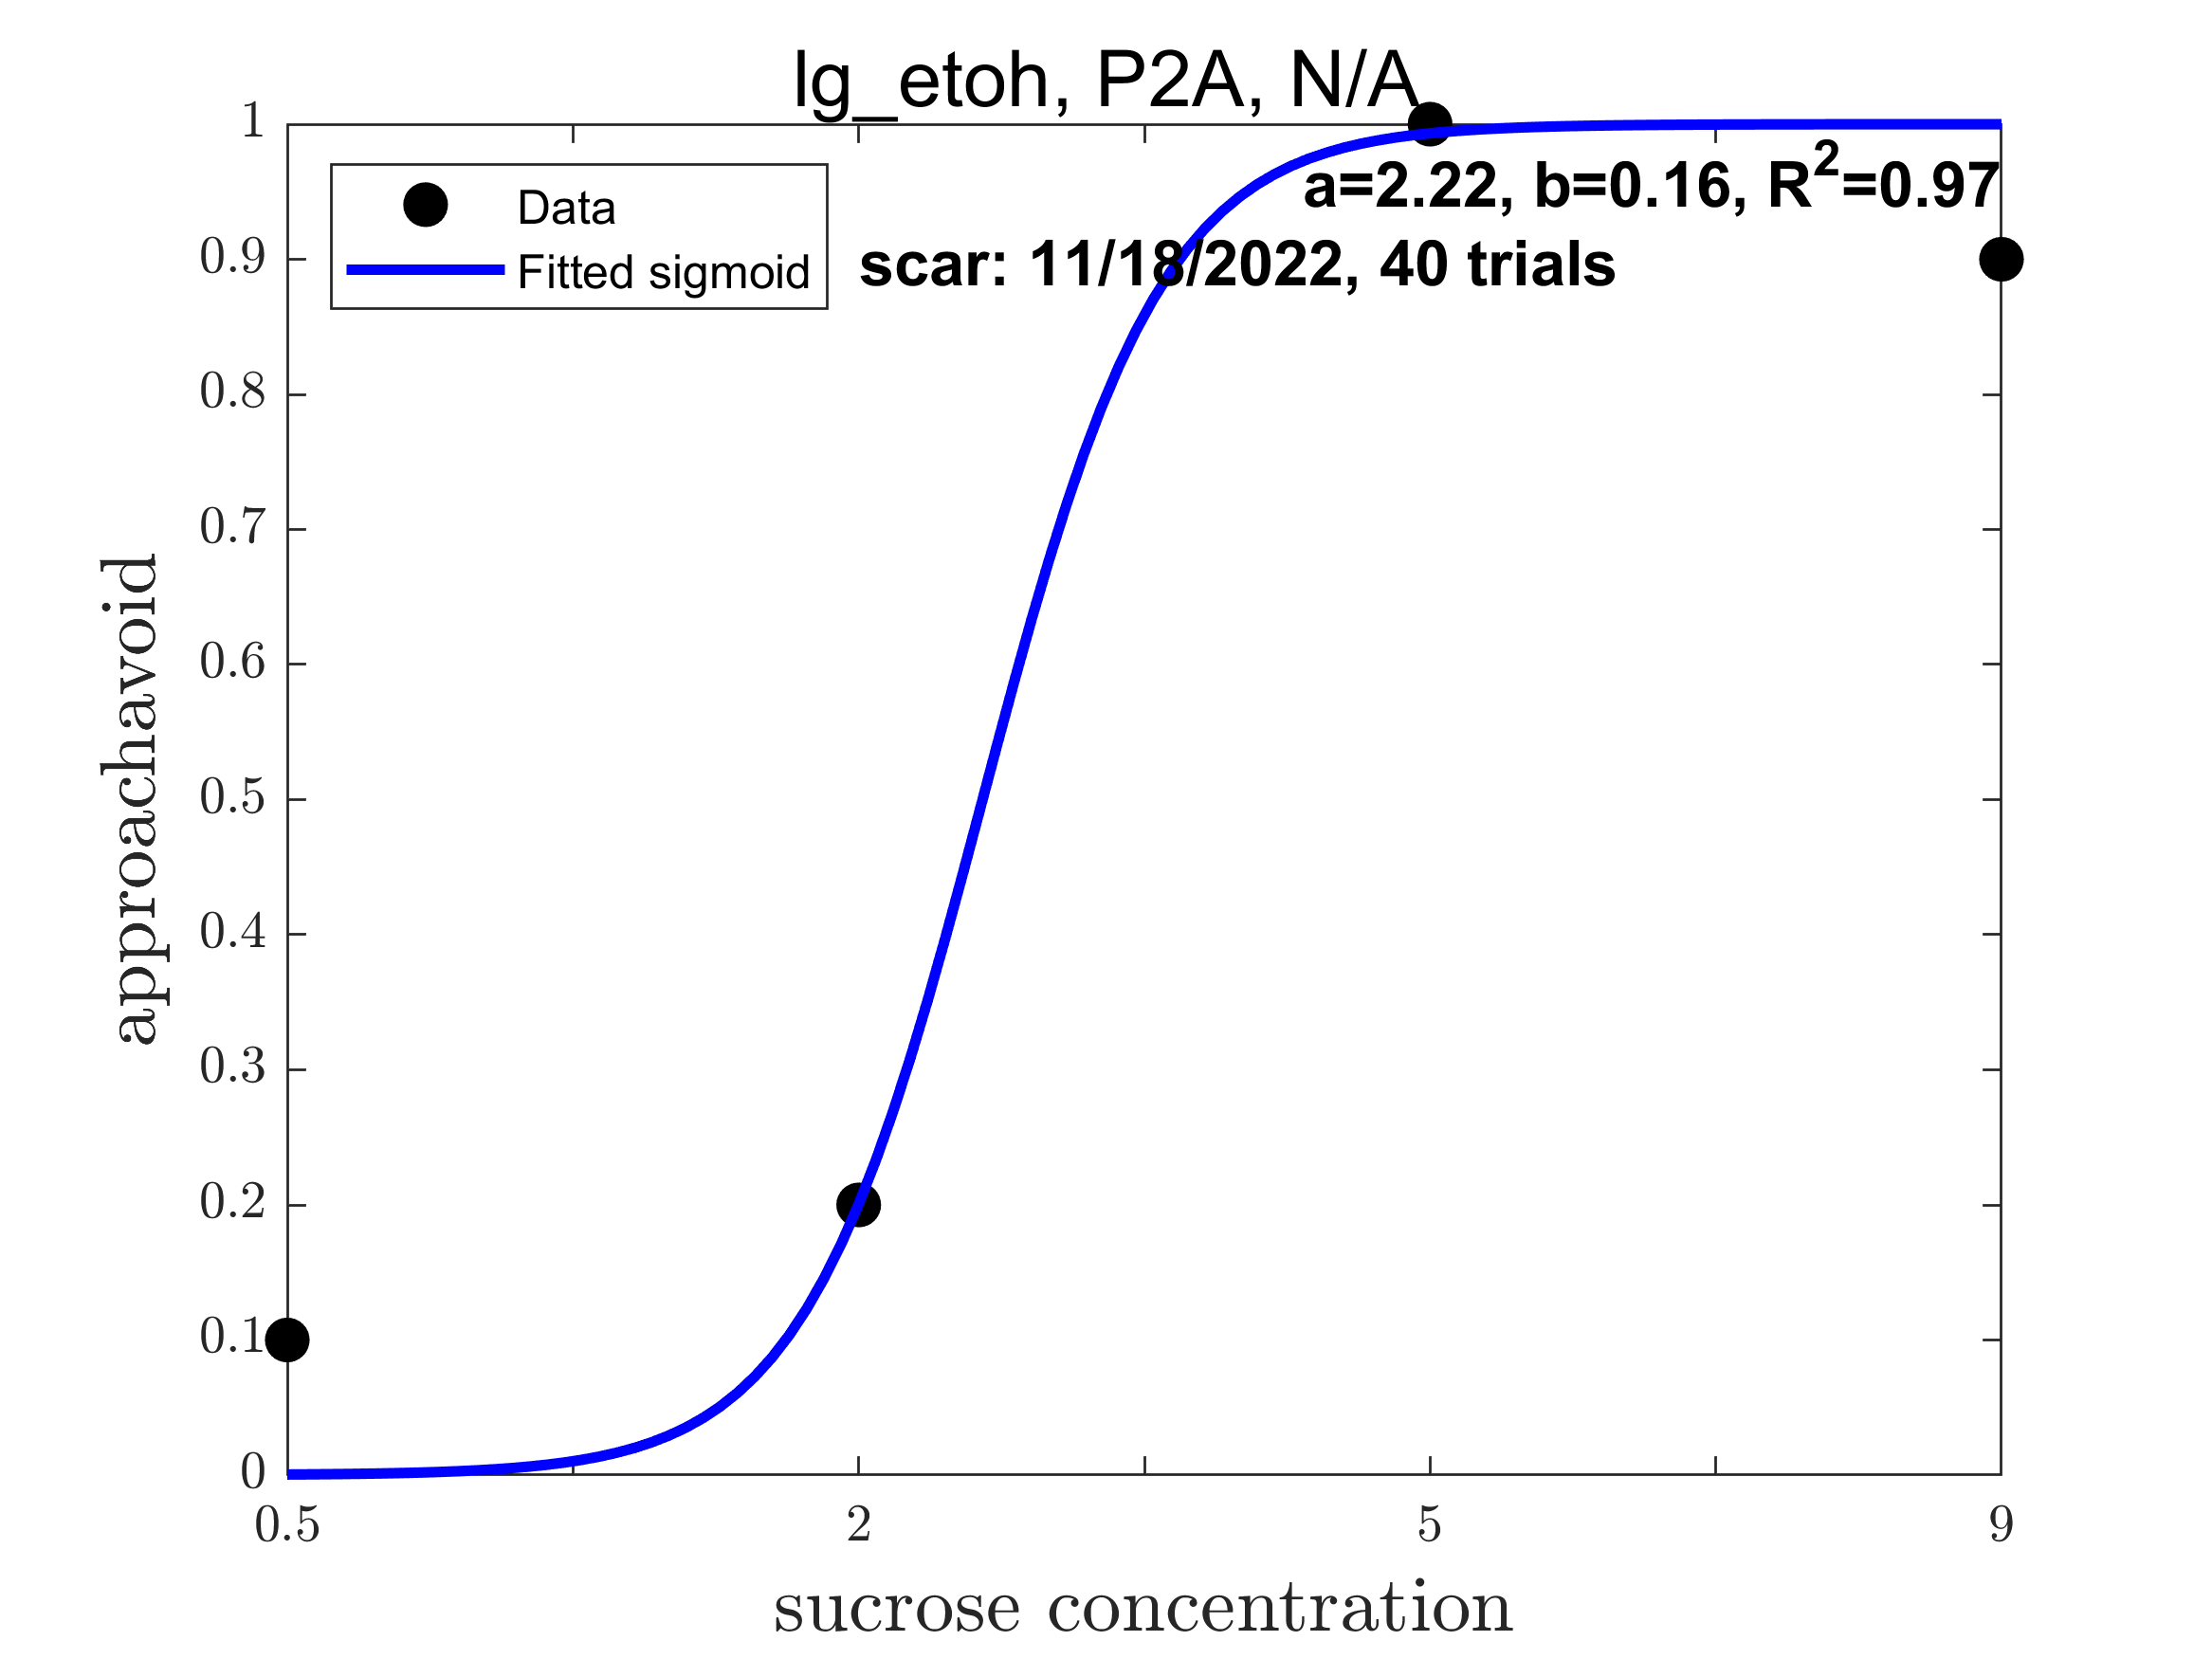 lg_etoh, P2A, N/A
1
Data
Fitted sigmoid
a=2.22, b=0.16, R²=0.97
scar: 11/18/2022, 40 trials
0.9
0.8
0.7
0.6
0.5
0.4
0.3
0.2
0.1
0
approachavoid
0.5 2 5 9
sucrose concentration